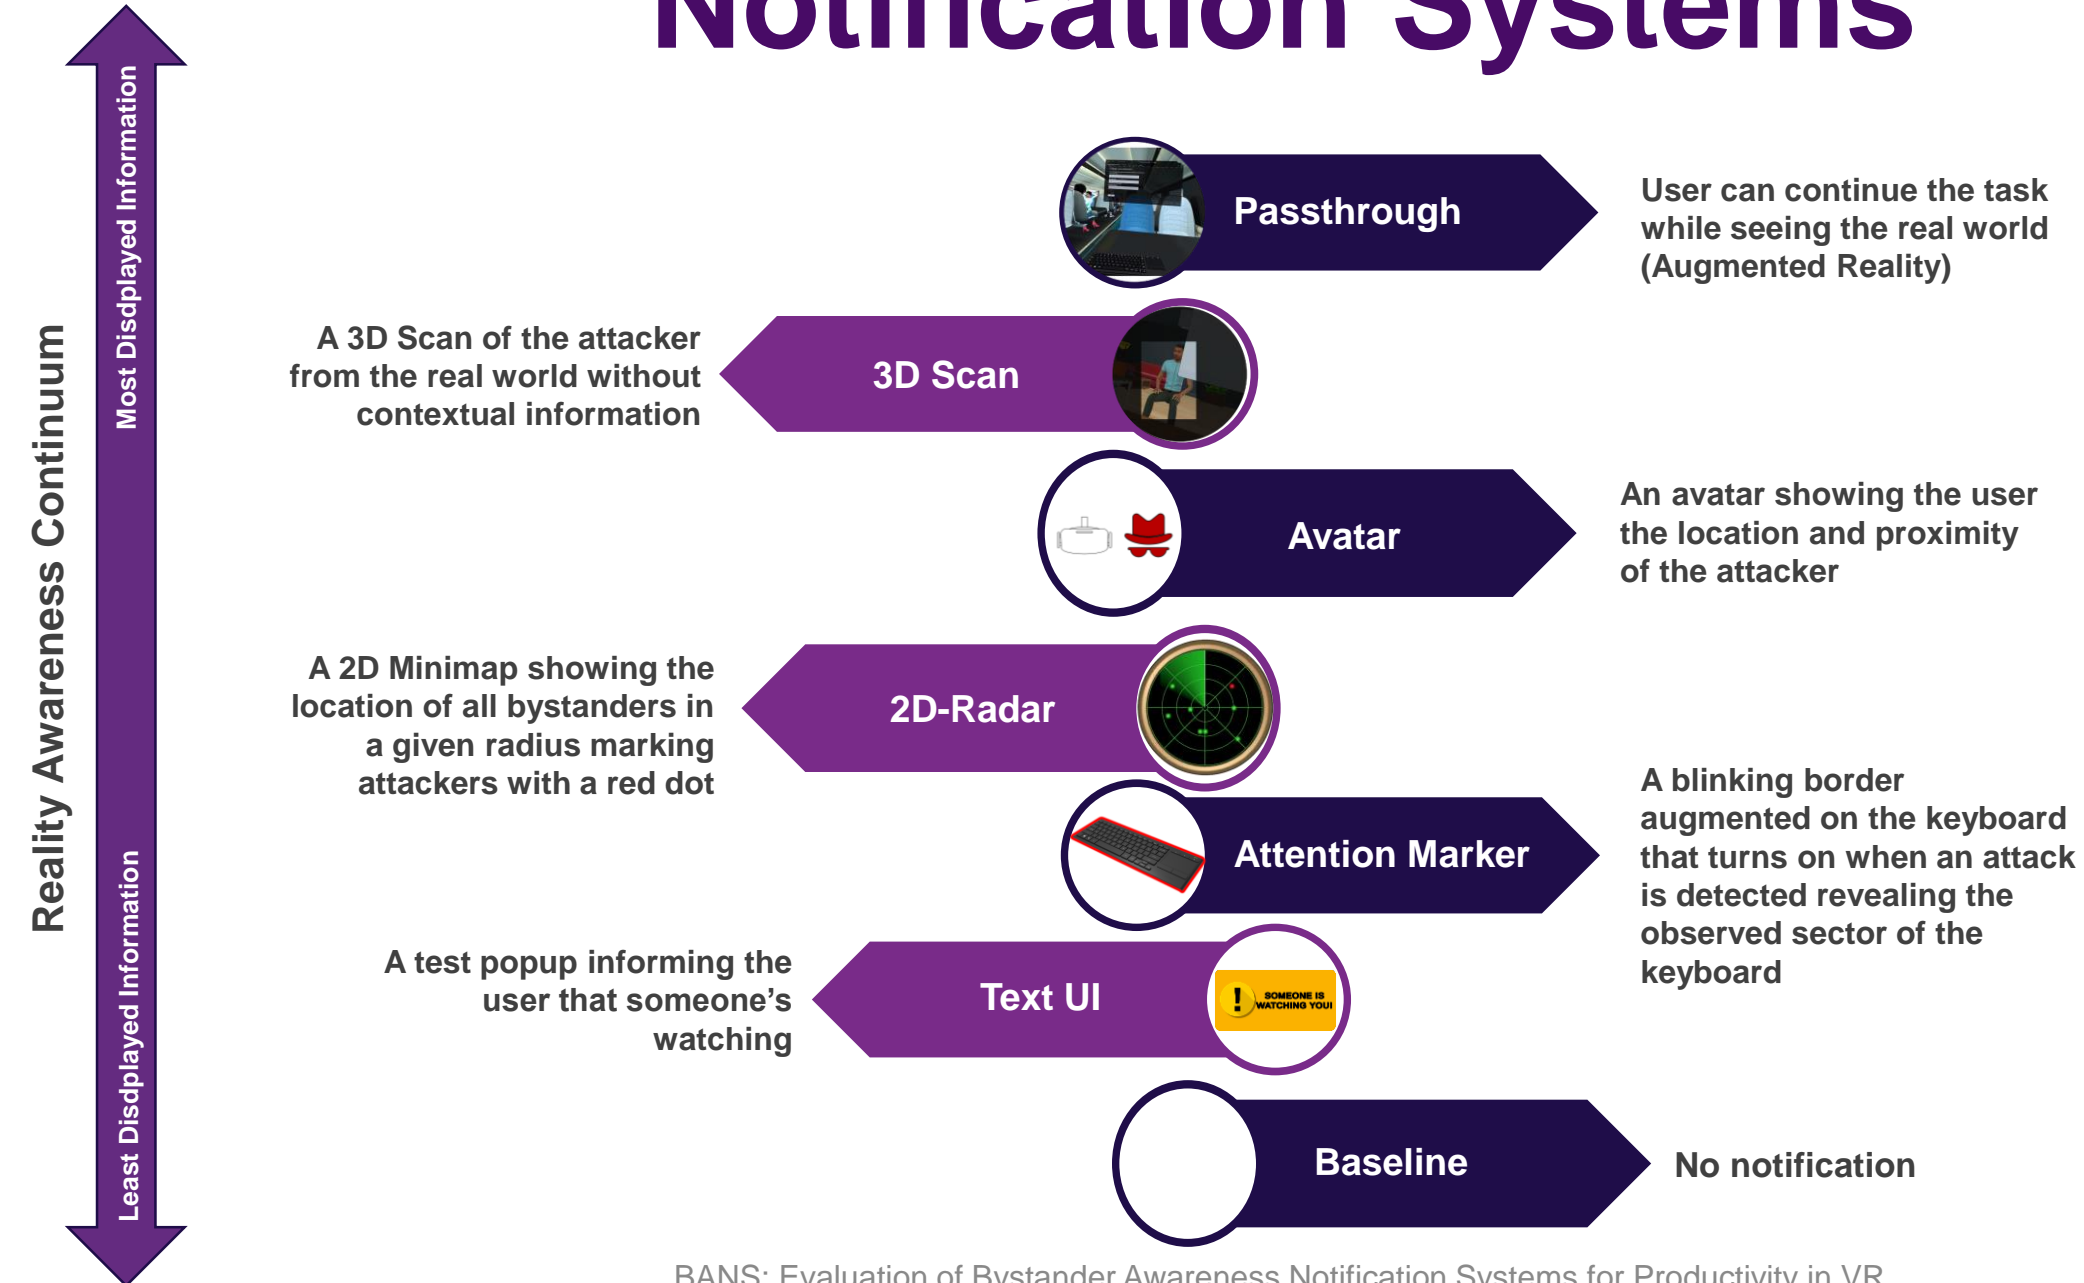 Notification Systems
Most Disdplayed Information
Reality Awareness Continuum
Least Disdplayed Information
Passthrough
User can continue the task
while seeing the real world
(Augmented Reality)
A 3D Scan of the attacker
from the real world without
contextual information
3D Scan
Avatar
An avatar showing the user
the location and proximity
of the attacker
A 2D Minimap showing the
location of all bystanders in
a given radius marking
attackers with a red dot
2D-Radar
Attention Marker
A blinking border
augmented on the keyboard
that turns on when an attack
is detected revealing the
observed sector of the
keyboard
A test popup informing the
user that someone’s
watching
Text UI
! SOMEONE IS
WATCHING YOU!
Baseline
No notification
BANS: Evaluation of Bystander Awareness Notification Systems for Productivity in VR